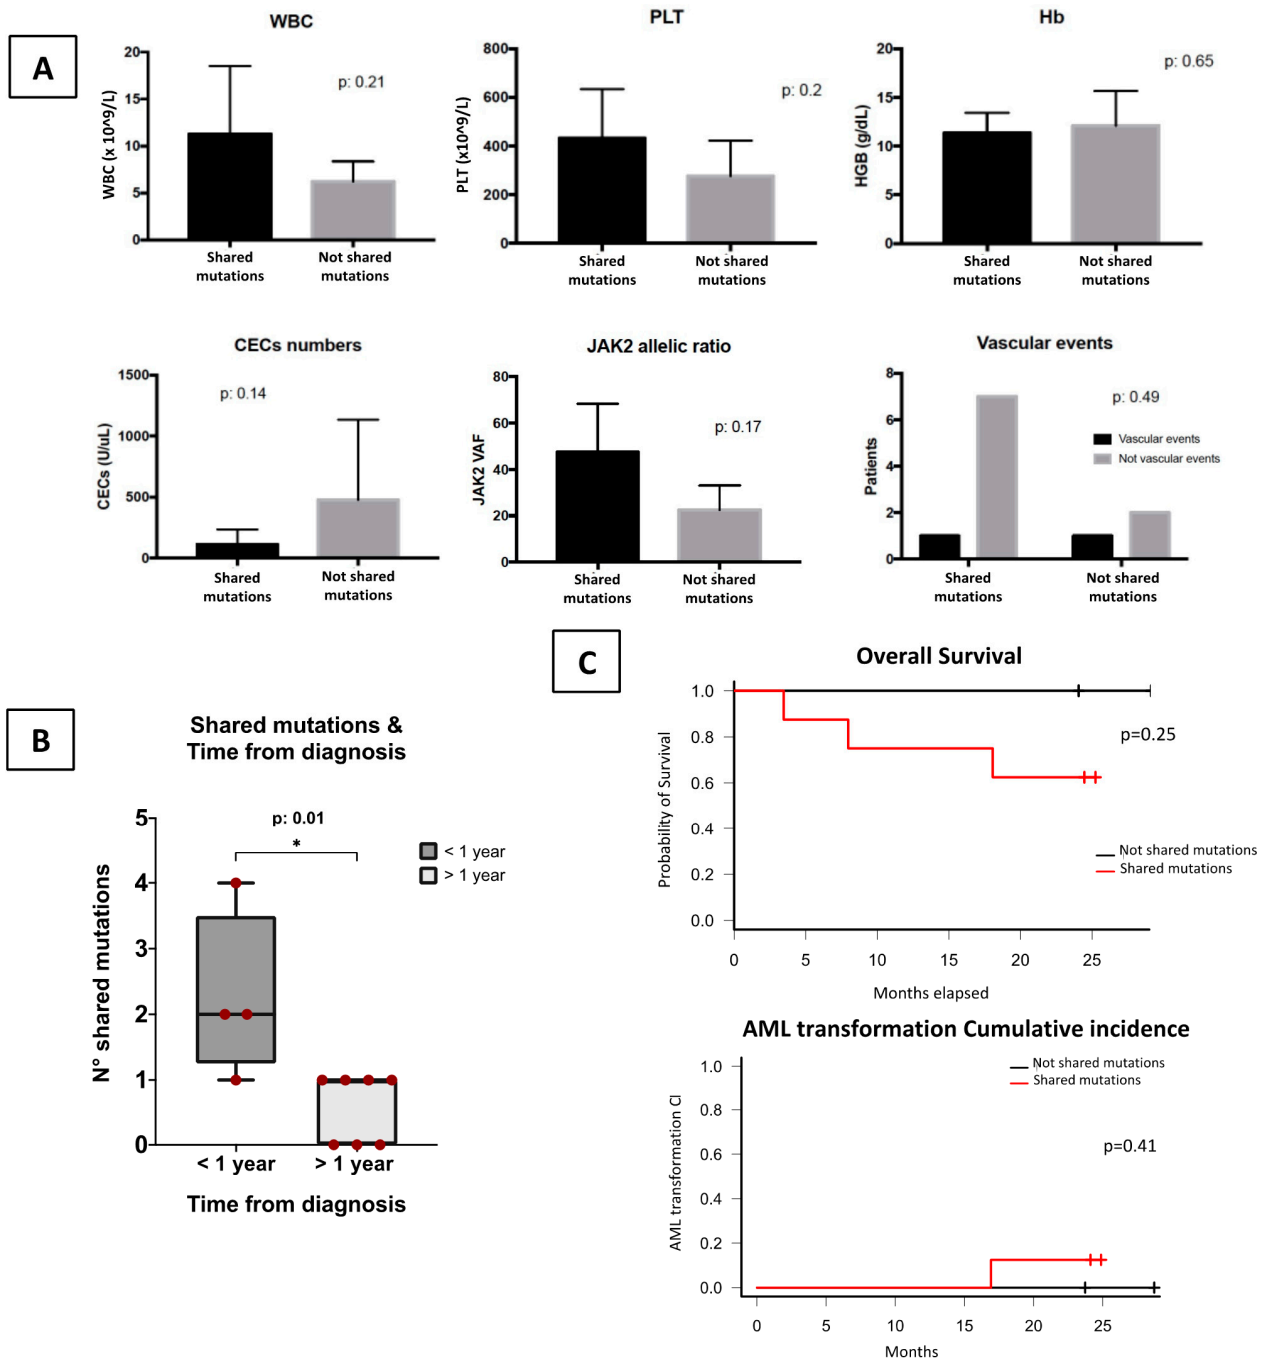 A
WBC
WBC (x 10^9/L)
20
15
10
5
0
p: 0.21
Shared
mutations
Not shared
mutations
PLT
PLT (x10^9/L)
800
600
400
200
0
p: 0.2
Shared
mutations
Not shared
mutations
Hb
HGB (g/dL)
20
15
10
5
0
p: 0.65
Shared
mutations
Not shared
mutations
CECs numbers
CECs (U/uL)
1500
1000
500
0
p: 0.14
Shared
mutations
Not shared
mutations
JAK2 allelic ratio
JAK2 VAF
80
60
40
20
0
p: 0.17
Shared
mutations
Not shared
mutations
Vascular events
Patients
8
6
4
2
0
p: 0.49
Vascular events
Not vascular events
Shared
mutations
Not shared
mutations
B
Shared mutations &
Time from diagnosis
N° shared mutations
5
4
3
2
1
0
p: 0.01
*
< 1 year
> 1 year
< 1 year
> 1 year
Time from diagnosis
C
Overall Survival
Probability of Survival
1.0
0.8
0.6
0.4
0.2
0.0
p=0.25
Not shared mutations
Shared mutations
0
5
10
15
20
25
Months elapsed
AML transformation Cumulative incidence
AML transformation CI
1.0
0.8
0.6
0.4
0.2
0.0
Not shared mutations
Shared mutations
p=0.41
0
5
10
15
20
25
Months